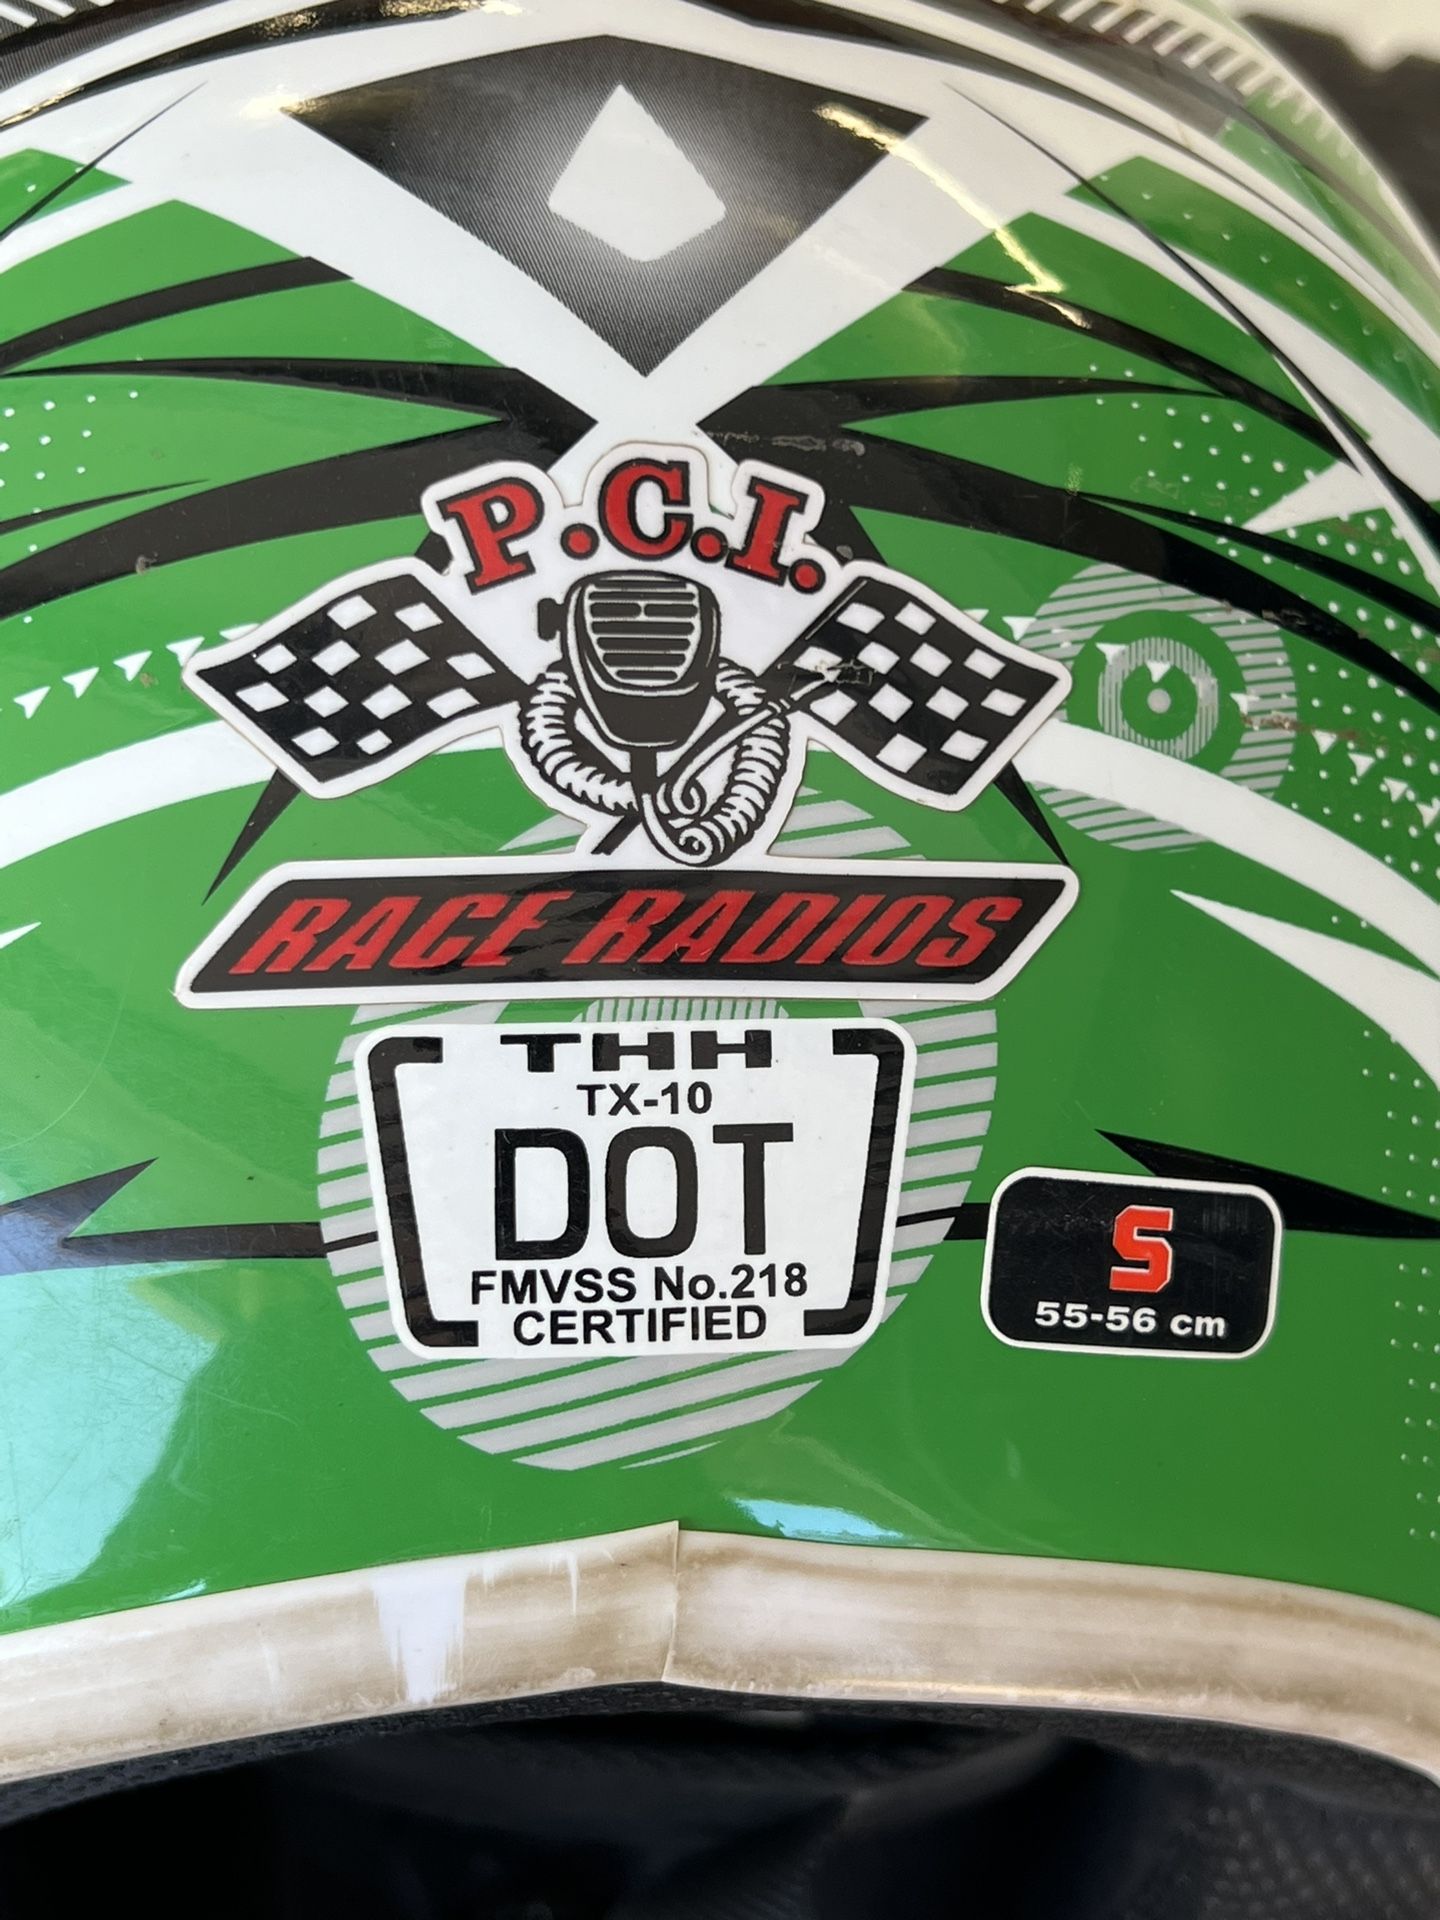 P.C.I.
RACE RADIOS
THH
TX-10
DOT
FMVSS No.218
CERTIFIED
S
55-56 cm